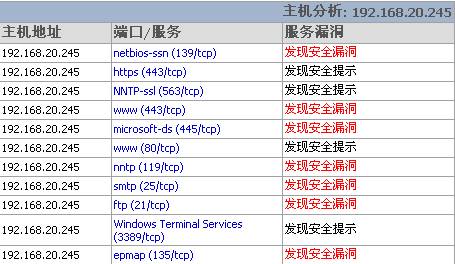 主机分析: 192.168.20.245
主机地址 端口/服务 服务漏洞
192.168.20.245 netbios-ssn (139/tcp) 发现安全漏洞
192.168.20.245 https (443/tcp) 发现安全提示
192.168.20.245 NNTP-ssl (563/tcp) 发现安全提示
192.168.20.245 www (443/tcp) 发现安全漏洞
192.168.20.245 microsoft-ds (445/tcp) 发现安全漏洞
192.168.20.245 www (80/tcp) 发现安全提示
192.168.20.245 nntp (119/tcp) 发现安全漏洞
192.168.20.245 smtp (25/tcp) 发现安全漏洞
192.168.20.245 ftp (21/tcp) 发现安全漏洞
192.168.20.245 Windows Terminal Services (3389/tcp) 发现安全提示
192.168.20.245 epmap (135/tcp) 发现安全漏洞